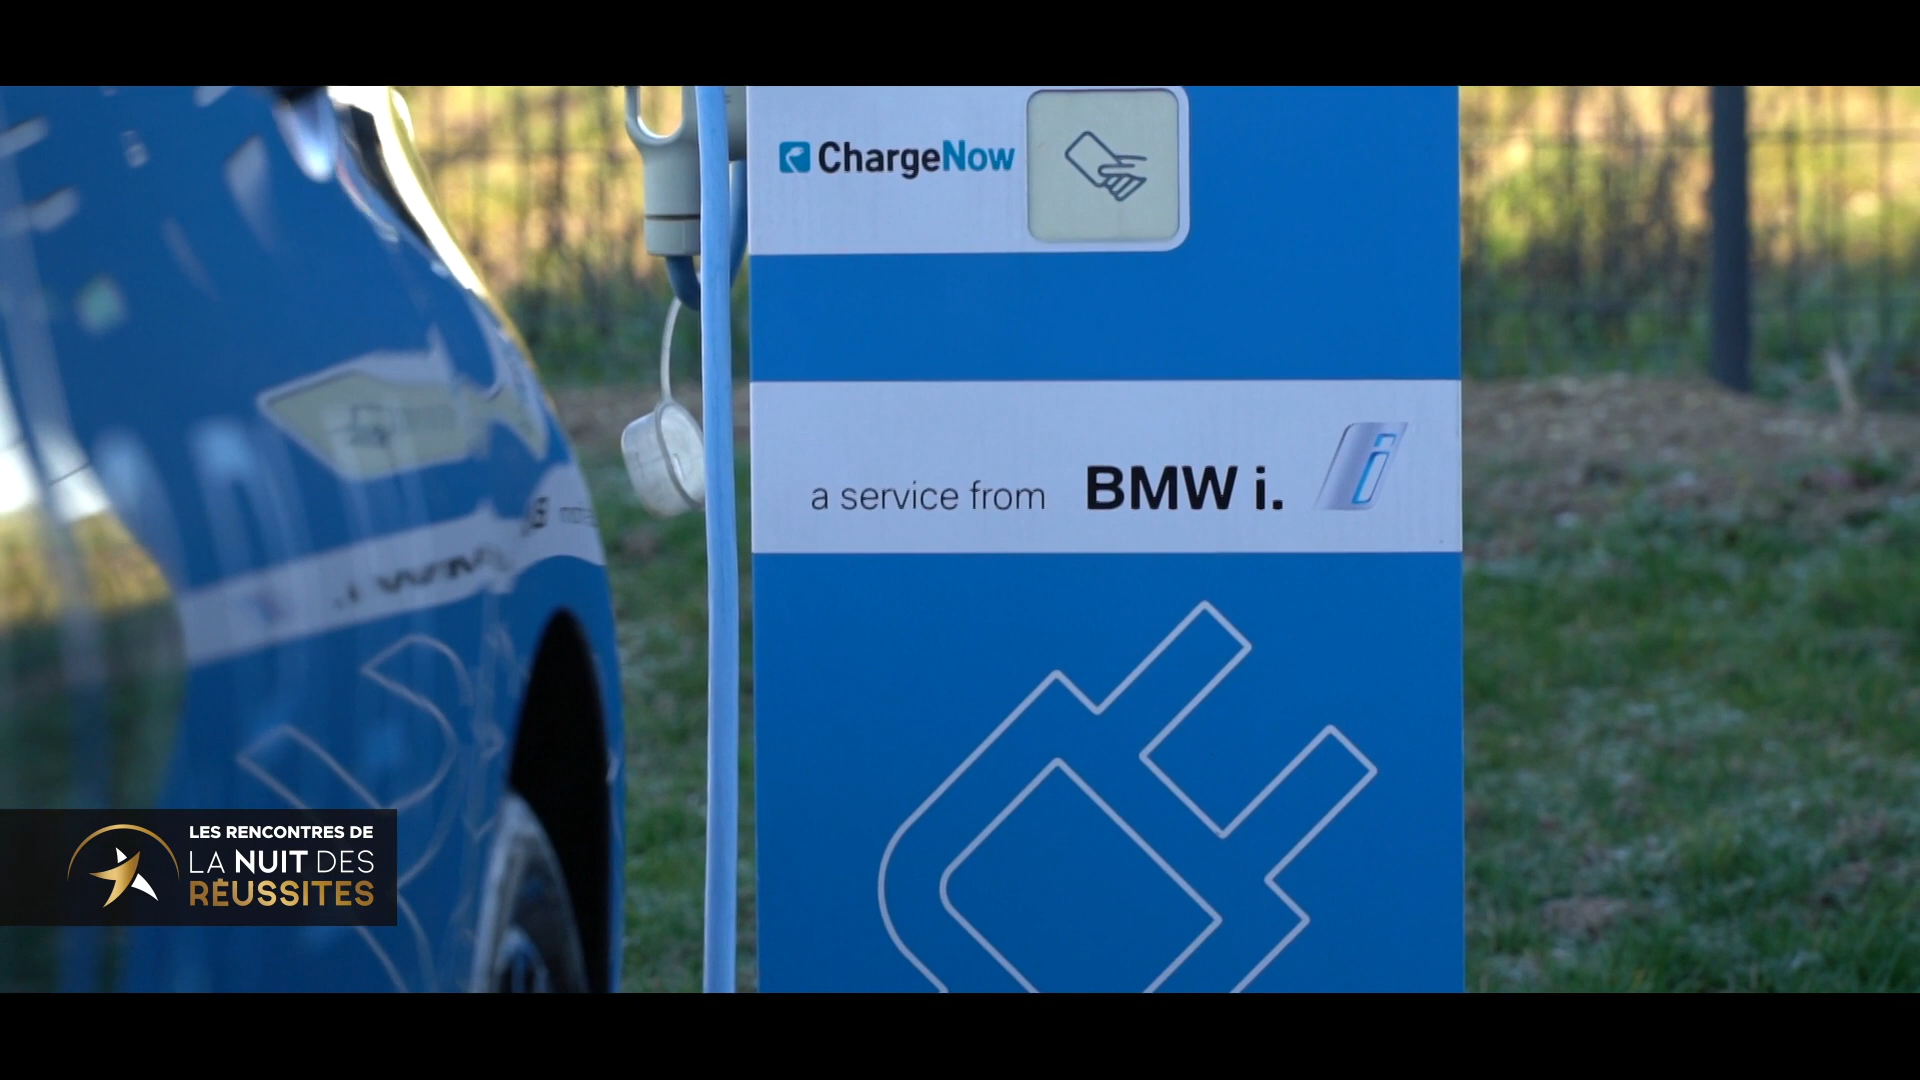 ChargeNow
a service from BMW i.
LES RENCONTRES DE
LA NUIT DES
RÉUSSITES